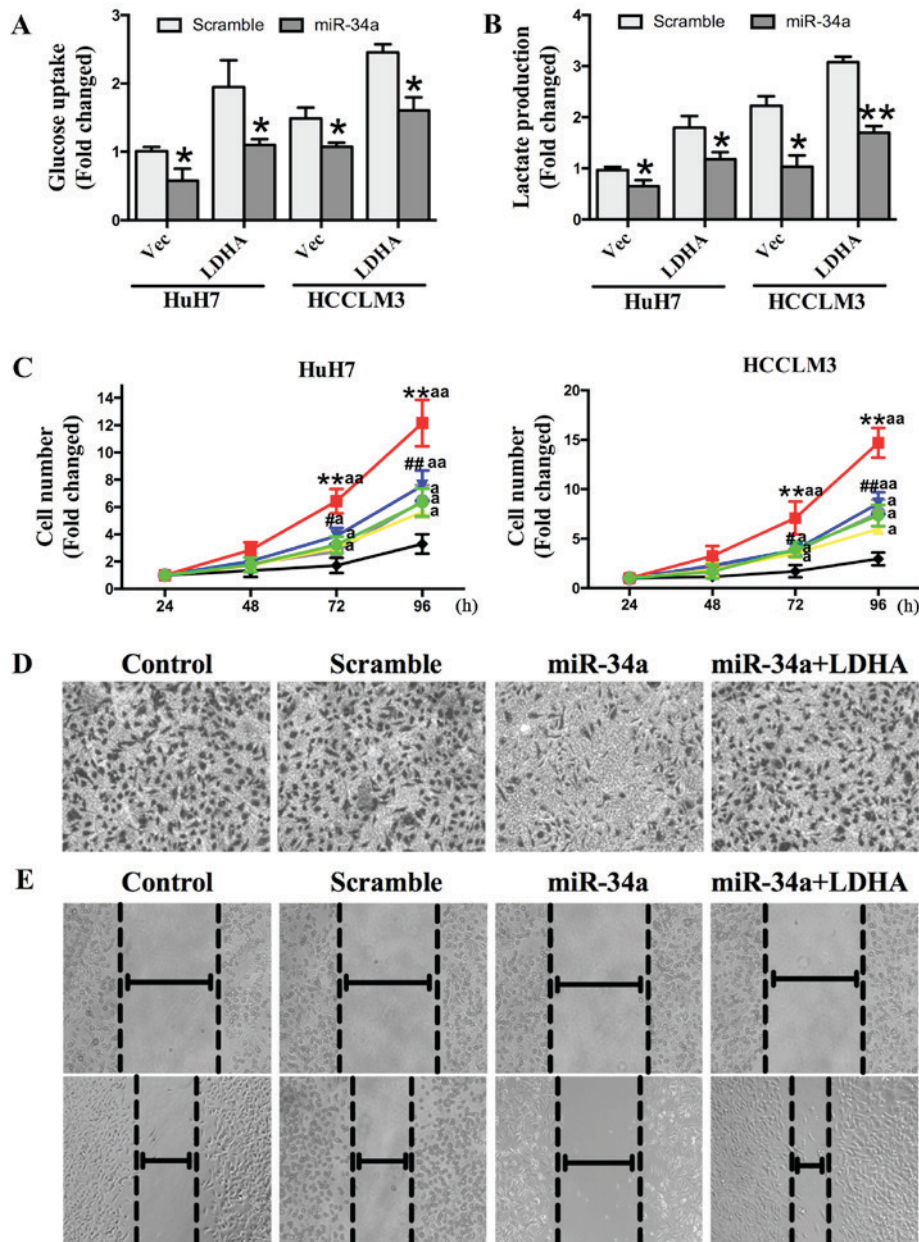 A
Scramble
miR-34a
Glucose uptake
(Fold changed)
3
2
1
0
*
*
*
*
Vec
LDHA
Vec
LDHA
HuH7
HCCLM3
B
Scramble
miR-34a
Lactate production
(Fold changed)
4
3
2
1
0
*
*
*
**
Vec
LDHA
Vec
LDHA
HuH7
HCCLM3
C
HuH7
Cell number
(Fold changed)
14
12
10
8
6
4
2
0
**aa
##aa
a
a
a
**aa
#a
a
a
24
48
72
96
(h)
HCCLM3
Cell number
(Fold changed)
20
15
10
5
0
**aa
##aa
a
a
a
**aa
#a
a
a
24
48
72
96
(h)
D
Control
Scramble
miR-34a
miR-34a+LDHA
E
Control
Scramble
miR-34a
miR-34a+LDHA